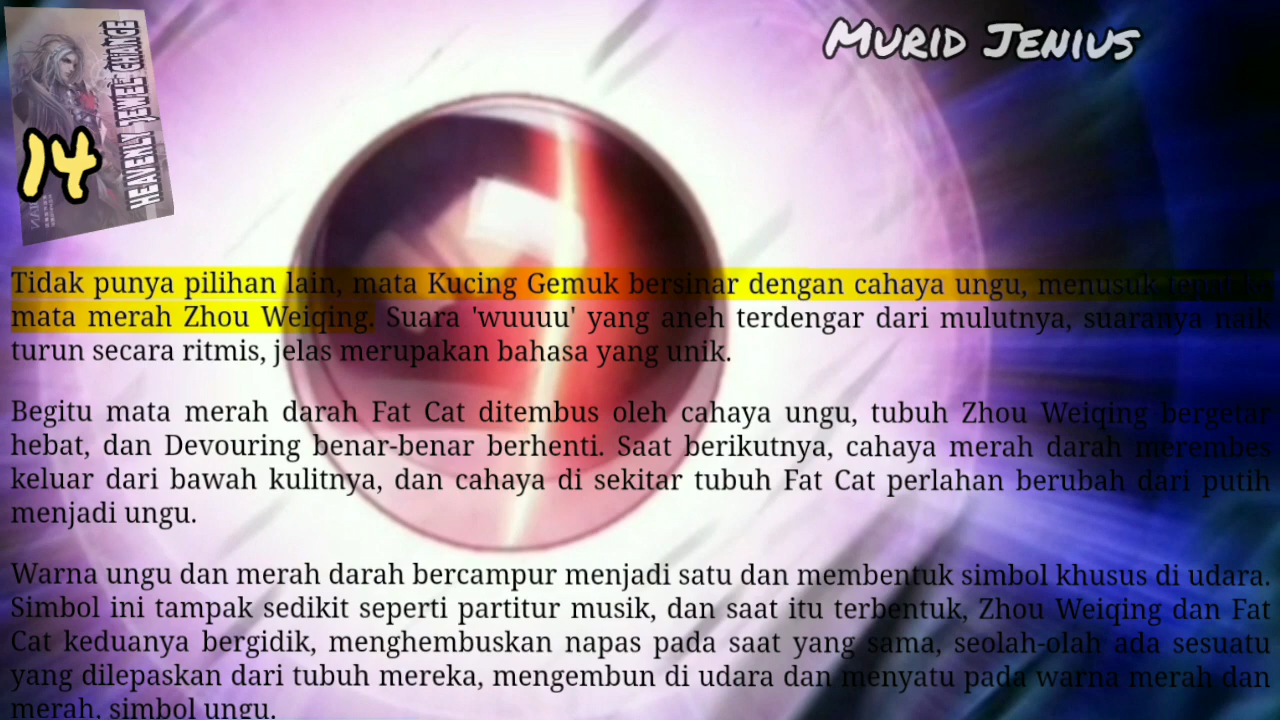 Murid Jenius
HEAVENLY JEWEL CHANGE
14
Tidak punya pilihan lain, mata Kucing Gemuk bersinar dengan cahaya ungu, menusuk tepat ke
mata merah Zhou Weiqing. Suara 'wuuuu' yang aneh terdengar dari mulutnya, suaranya naik
turun secara ritmis, jelas merupakan bahasa yang unik.
Begitu mata merah darah Fat Cat ditembus oleh cahaya ungu, tubuh Zhou Weiqing bergetar
hebat, dan Devouring benar-benar berhenti. Saat berikutnya, cahaya merah darah merembes
keluar dari bawah kulitnya, dan cahaya di sekitar tubuh Fat Cat perlahan berubah dari putih
menjadi ungu.
Warna ungu dan merah darah bercampur menjadi satu dan membentuk simbol khusus di udara.
Simbol ini tampak sedikit seperti partitur musik, dan saat itu terbentuk, Zhou Weiqing dan Fat
Cat keduanya bergidik, menghembuskan napas pada saat yang sama, seolah-olah ada sesuatu
yang dilepaskan dari tubuh mereka, mengembun di udara dan menyatu pada warna merah dan
merah. simbol ungu.